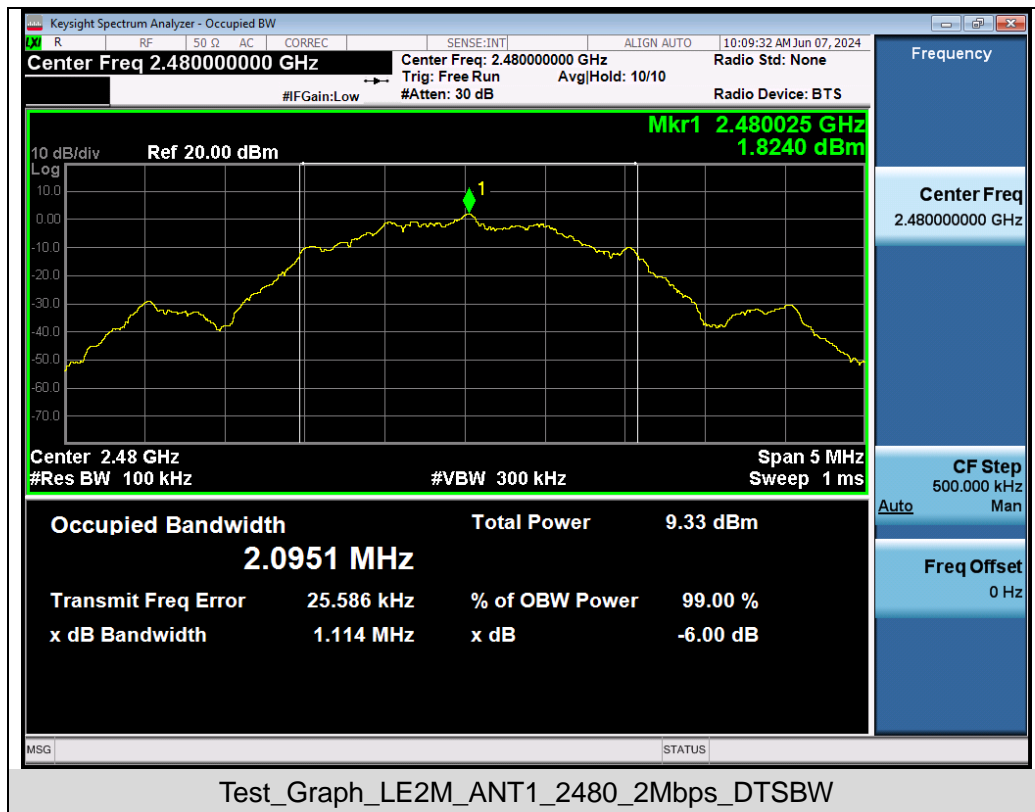 Keysight Spectrum Analyzer - Occupied BW
LXI R RF 50 Ω AC CORREC SENSE:INT ALIGN AUTO 10:09:32 AM Jun 07, 2024
Center Freq 2.480000000 GHz Center Freq: 2.480000000 GHz Radio Std: None
Trig: Free Run Avg|Hold: 10/10
#IFGain:Low #Atten: 30 dB Radio Device: BTS
Frequency
Mkr1 2.480025 GHz
10 dB/div Ref 20.00 dBm 1.8240 dBm
Log
10.0
1
0.00
-10.0
-20.0
-30.0
-40.0
-50.0
-60.0
-70.0
Center 2.48 GHz Span 5 MHz
#Res BW 100 kHz #VBW 300 kHz Sweep 1 ms
Center Freq
2.480000000 GHz
CF Step
500.000 kHz
Auto Man
Freq Offset
0 Hz
Occupied Bandwidth Total Power 9.33 dBm
2.0951 MHz
Transmit Freq Error 25.586 kHz % of OBW Power 99.00 %
x dB Bandwidth 1.114 MHz x dB -6.00 dB
MSG STATUS
Test_Graph_LE2M_ANT1_2480_2Mbps_DTSBW